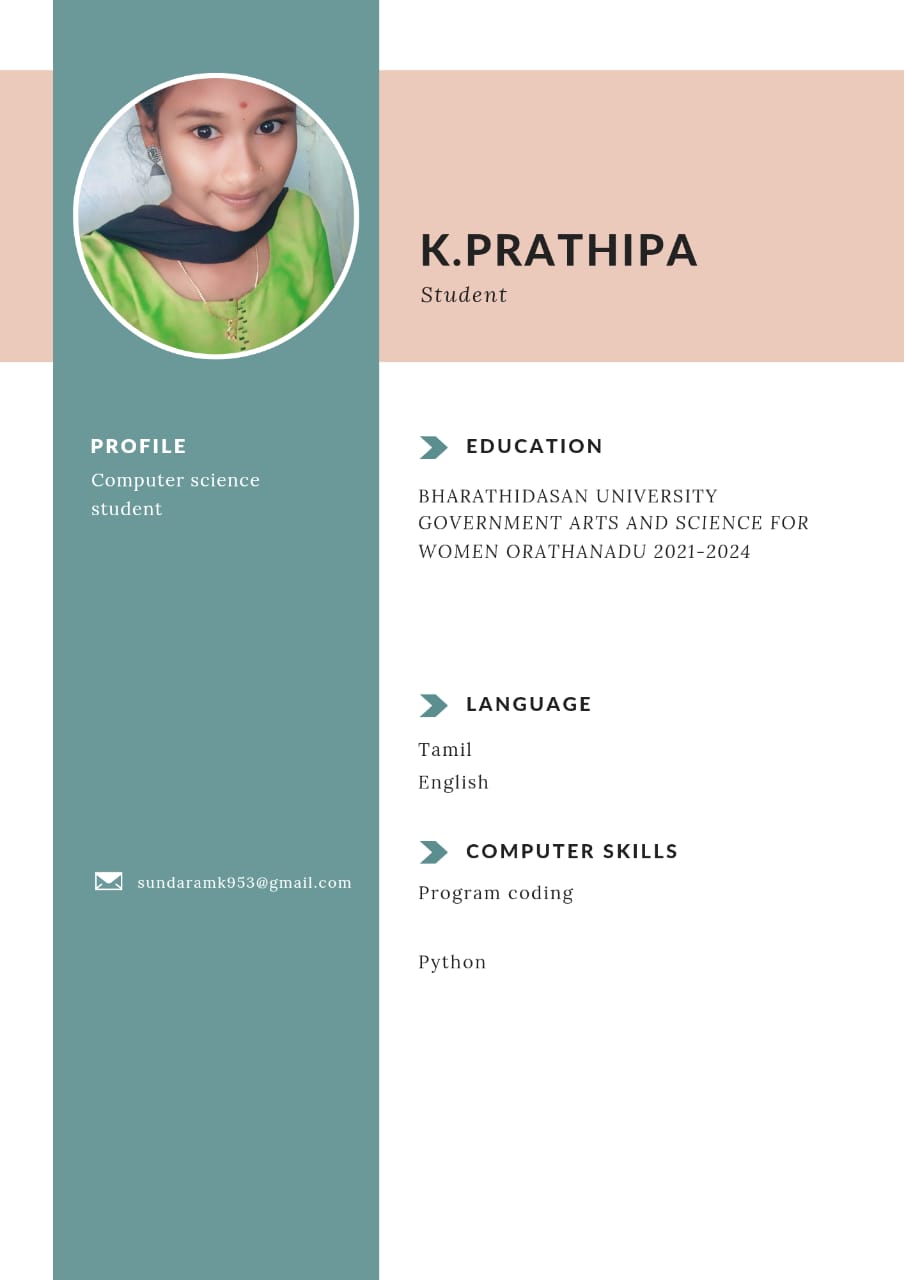 K.PRATHIPA
Student
PROFILE
Computer science
student
sundaramk953@gmail.com
EDUCATION
BHARATHIDASAN UNIVERSITY
GOVERNMENT ARTS AND SCIENCE FOR
WOMEN ORATHANADU 2021-2024
LANGUAGE
Tamil
English
COMPUTER SKILLS
Program coding
Python